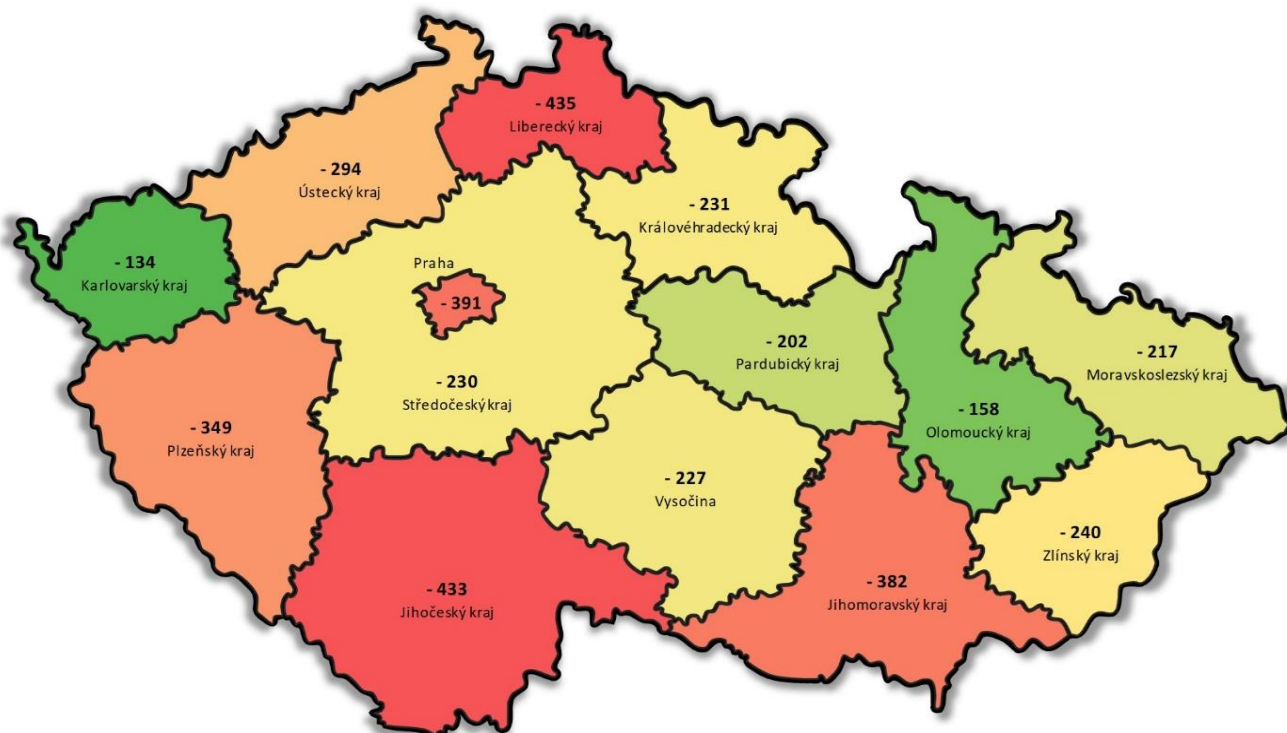 - 435
Liberecký kraj
- 294
Ústecký kraj
- 231
Královéhradecký kraj
- 134
Karlovarský kraj
Praha
- 391
- 202
Pardubický kraj
- 217
Moravskoslezský kraj
- 230
Středočeský kraj
- 158
Olomoucký kraj
- 349
Plzeňský kraj
- 227
Vysočina
- 240
Zlínský kraj
- 382
Jihomoravský kraj
- 433
Jihočeský kraj